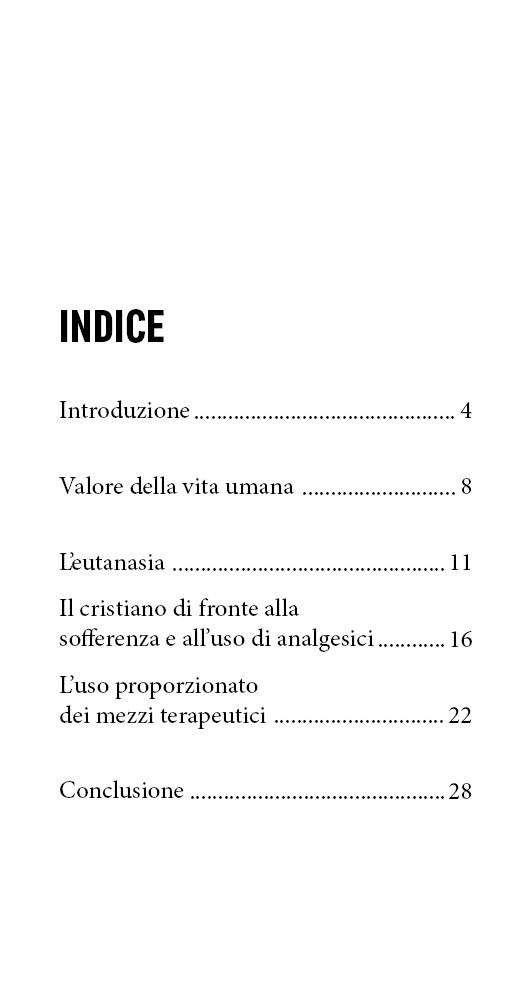 INDICE
Introduzione ........................................... 4
Valore della vita umana .......................... 8
L’eutanasia .............................................. 11
Il cristiano di fronte alla
sofferenza e all’uso di analgesici ........... 16
L’uso proporzionato
dei mezzi terapeutici ............................. 22
Conclusione ........................................... 28